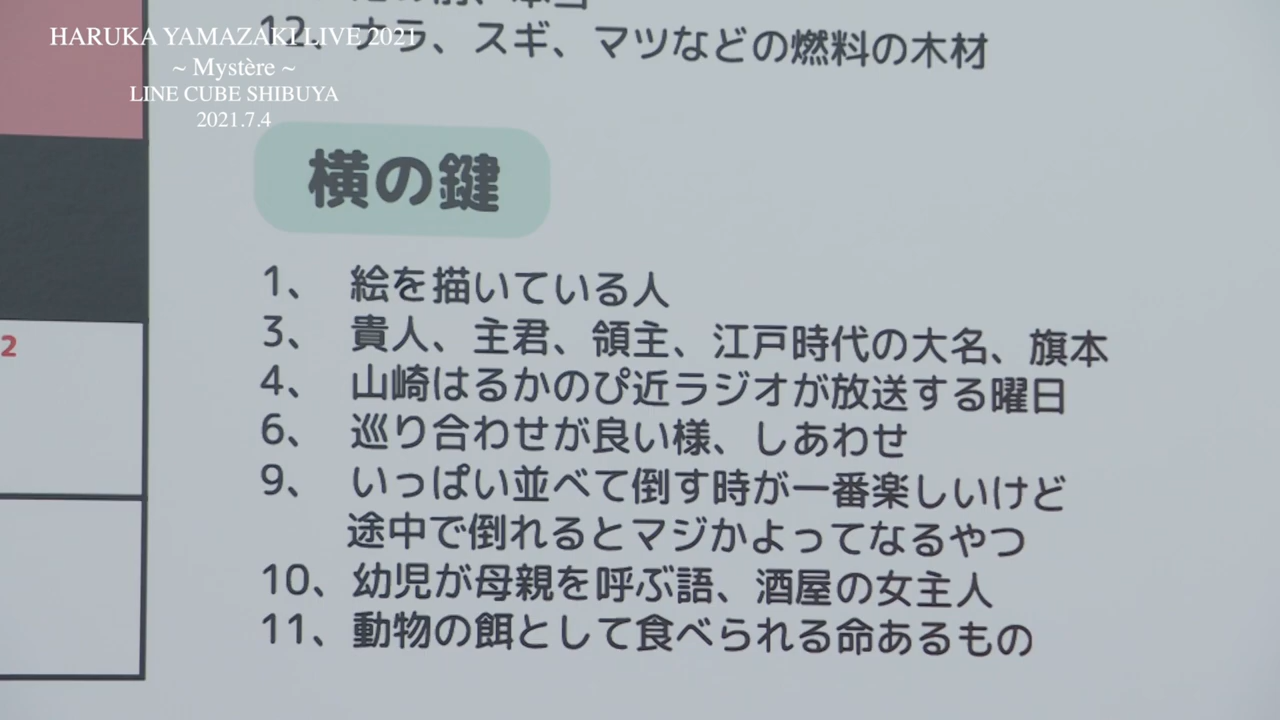 HARUKA YAMAZAKI LIVE 2021
~ Mystère ~
LINE CUBE SHIBUYA
2021.7.4
12、ナラ、スギ、マツなどの燃料の木材
横の鍵
1、 絵を描いている人
3、 貴人、主君、領主、江戸時代の大名、旗本
4、 山崎はるかのぴ近ラジオが放送する曜日
6、 巡り合わせが良い様、しあわせ
9、 いっぱい並べて倒す時が一番楽しいけど
途中で倒れるとマジかよってなるやつ
10、幼児が母親を呼ぶ語、酒屋の女主人
11、動物の餌として食べられる命あるもの
2